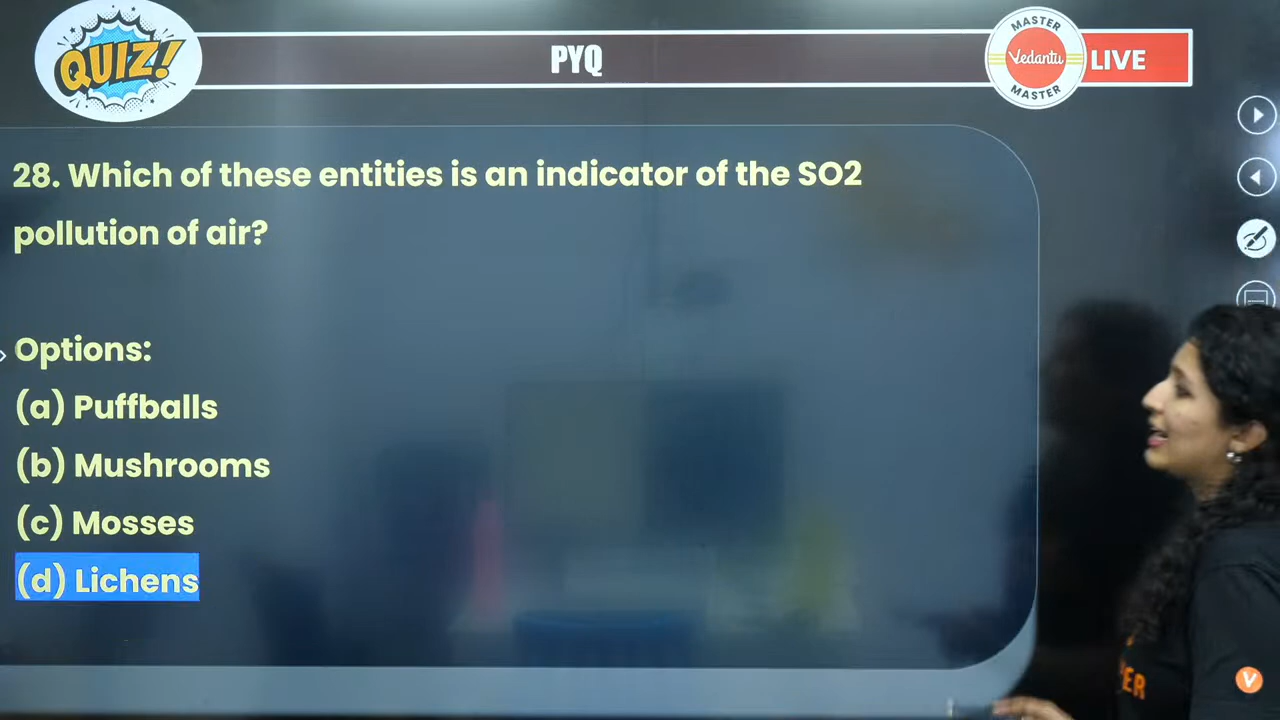 QUIZ!
PYQ
MASTER
Vedantu
MASTER
LIVE
28. Which of these entities is an indicator of the SO2
pollution of air?
Options:
(a) Puffballs
(b) Mushrooms
(c) Mosses
(d) Lichens
ER
V